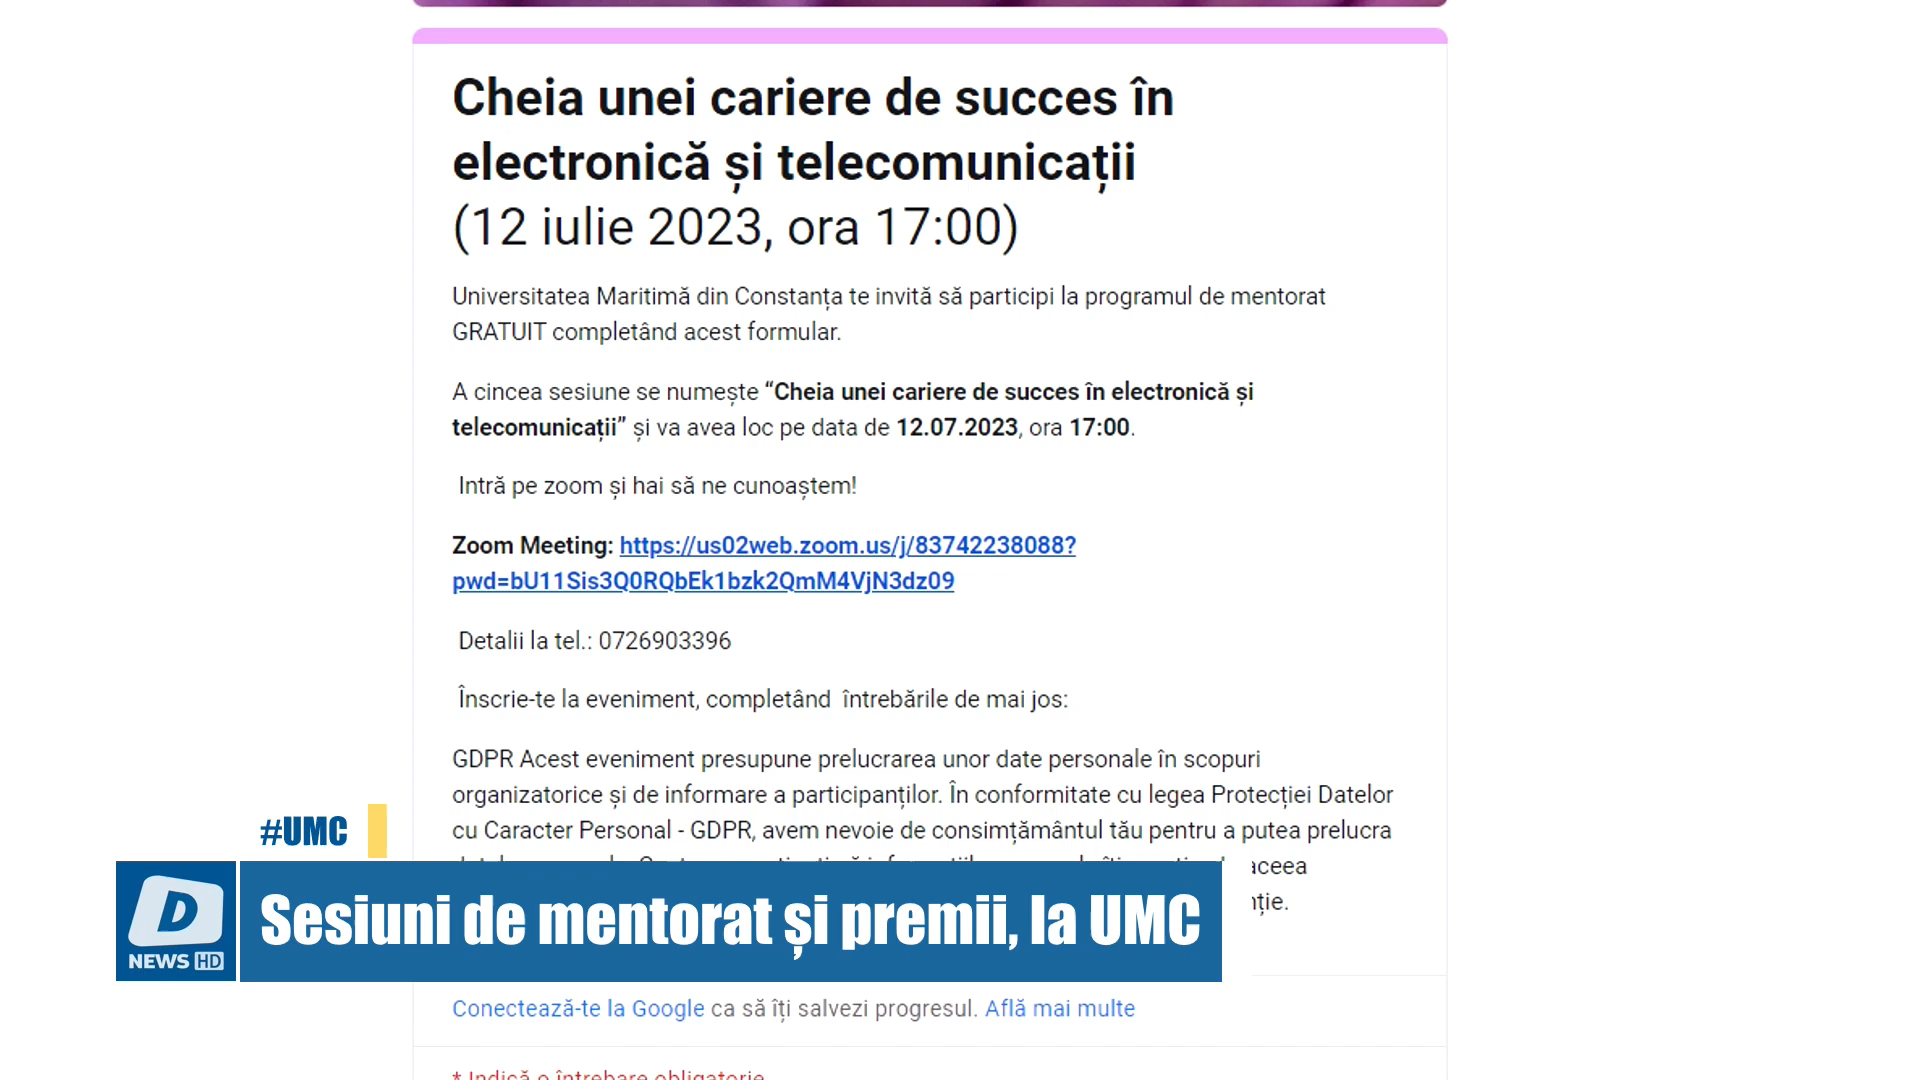 Cheia unei cariere de succes în
electronică și telecomunicații
(12 iulie 2023, ora 17:00)
Universitatea Maritimă din Constanța te invită să participi la programul de mentorat
GRATUIT completând acest formular.
A cincea sesiune se numește “Cheia unei cariere de succes în electronică și
telecomunicații” și va avea loc pe data de 12.07.2023, ora 17:00.
Intră pe zoom și hai să ne cunoaștem!
Zoom Meeting: https://us02web.zoom.us/j/83742238088?
pwd=bU11Sis3Q0RQbEk1bzk2QmM4VjN3dz09
Detalii la tel.: 0726903396
Înscrie-te la eveniment, completând  întrebările de mai jos:
GDPR Acest eveniment presupune prelucrarea unor date personale în scopuri
organizatorice și de informare a participanților. În conformitate cu legea Protecției Datelor
cu Caracter Personal - GDPR, avem nevoie de consimțământul tău pentru a putea prelucra
#UMC
D
NEWS HD
Sesiuni de mentorat și premii, la UMC
Conectează-te la Google ca să îți salvezi progresul. Află mai multe
* Indică o întrebare obligatorie